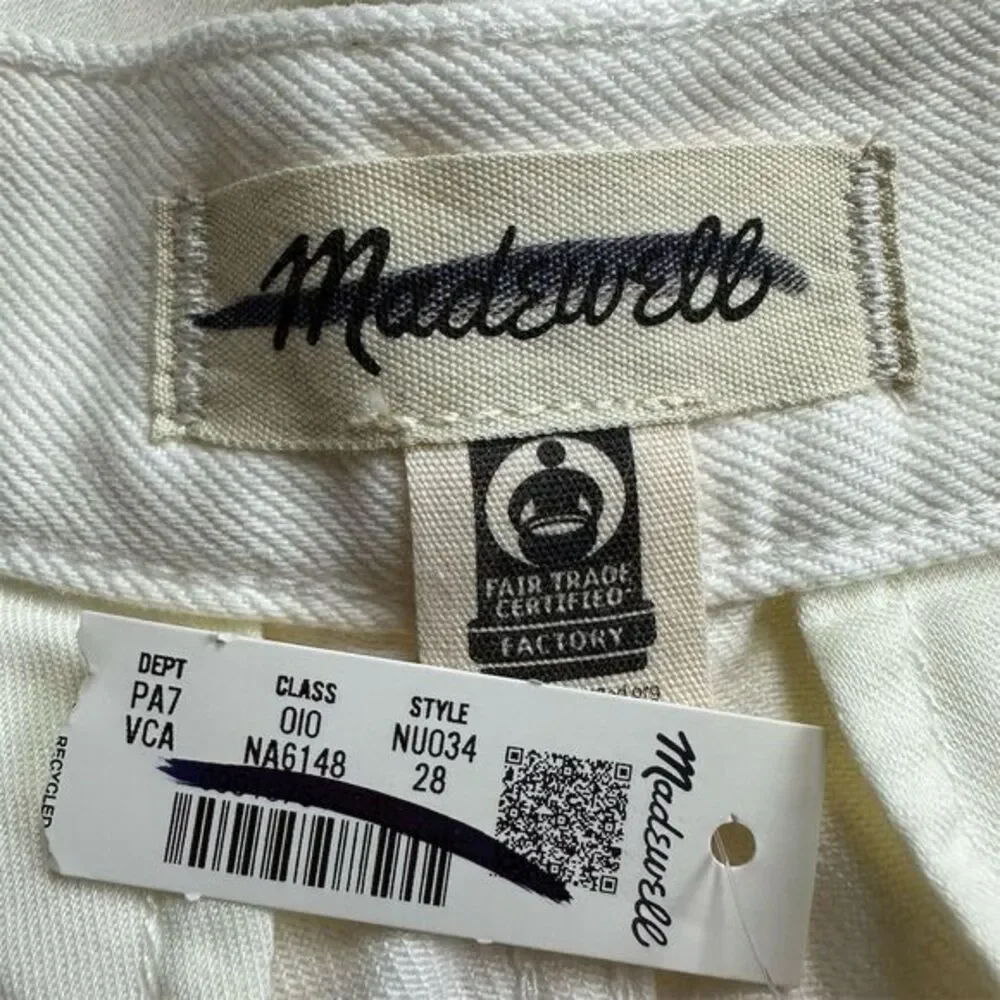 Madewell
FAIR TRADE
CERTIFIED
FACTORY
DEPT
PA7
VCA
CLASS
010
NA6148
STYLE
NU034
28
Madewell
RECYCLED